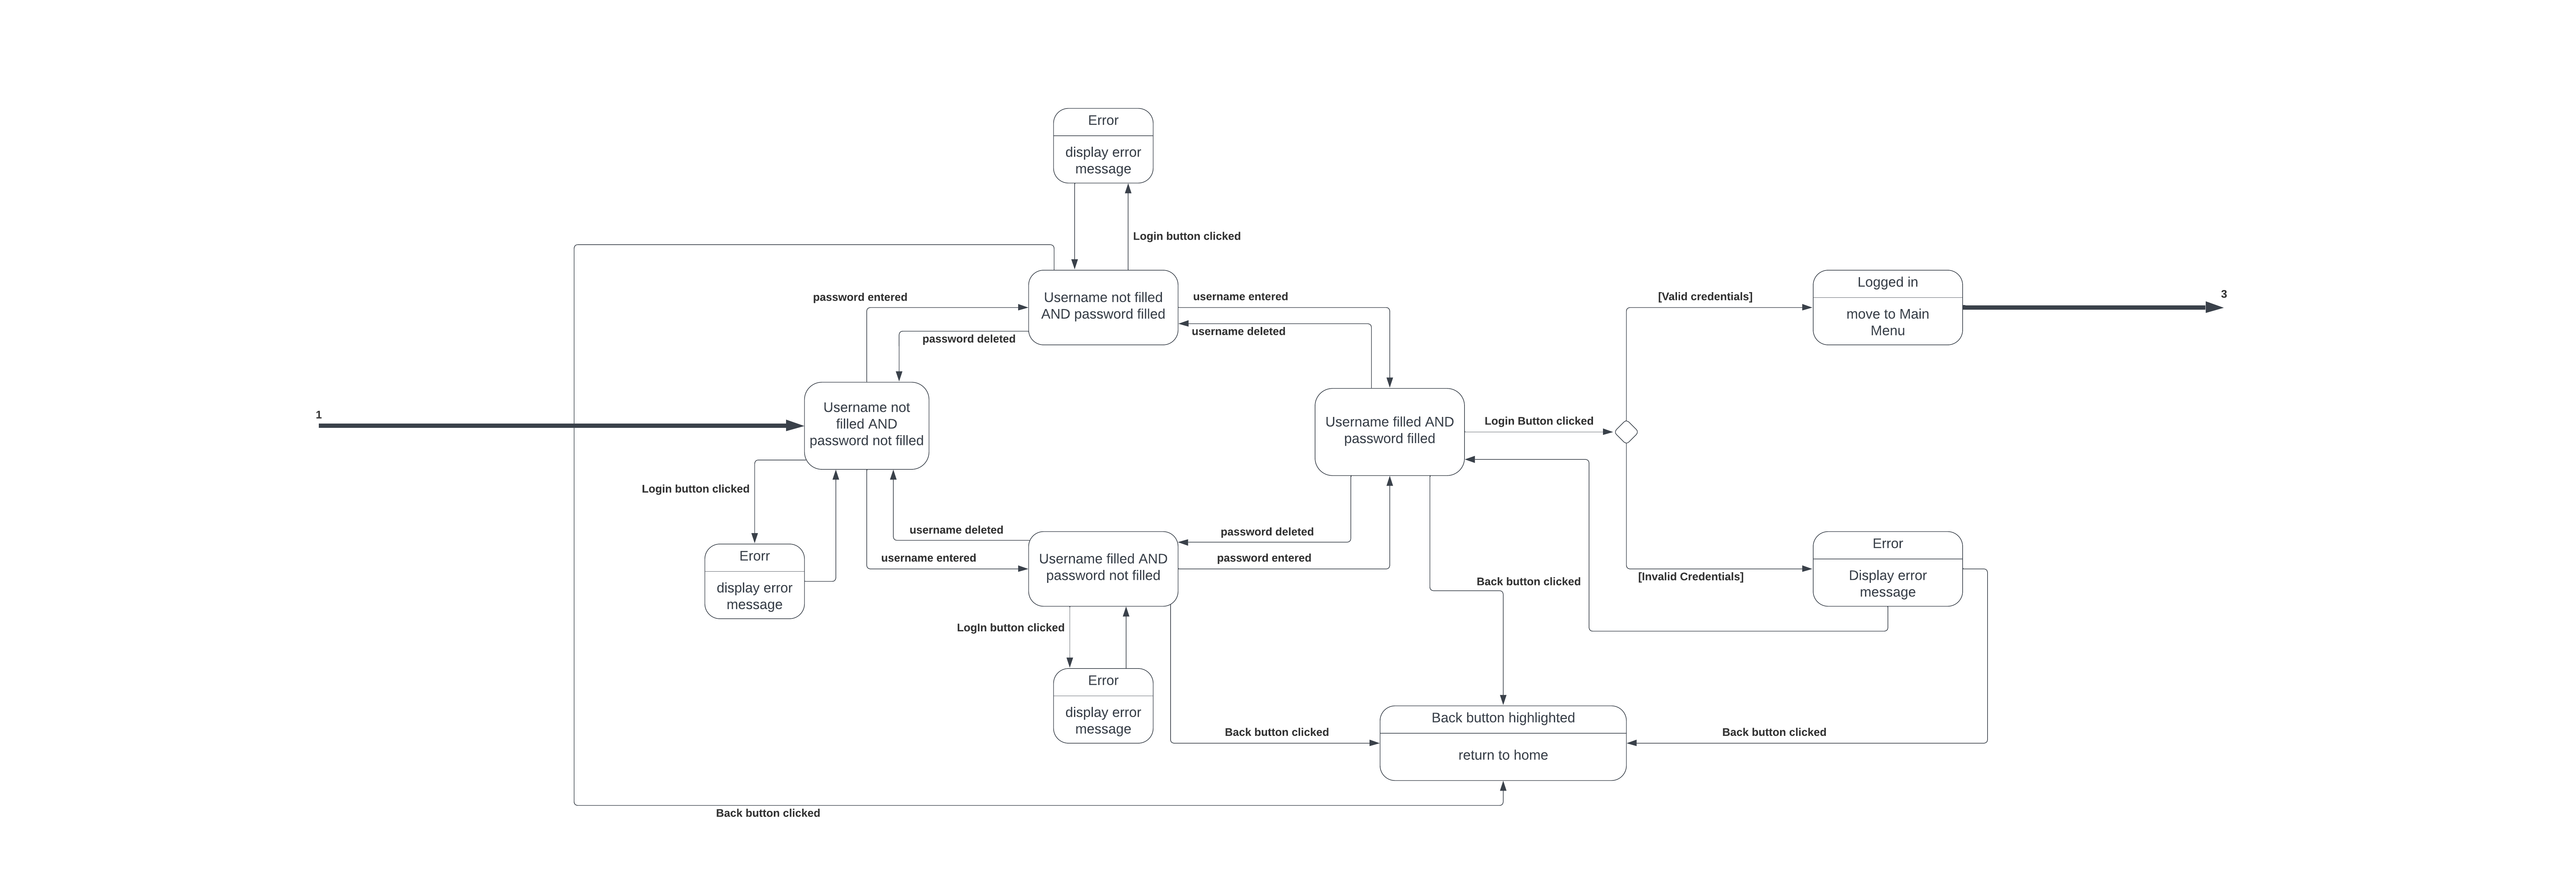 Error
display error
message
Login button clicked
password entered
Username not filled
AND password filled
username entered
username deleted
password deleted
[Valid credentials]
Logged in
move to Main
Menu
3
1
Username not
filled AND
password not filled
Username filled AND
password filled
Login Button clicked
Login button clicked
Erorr
display error
message
username deleted
username entered
Username filled AND
password not filled
password deleted
password entered
Back button clicked
[Invalid Credentials]
Error
Display error
message
LogIn button clicked
Error
display error
message
Back button clicked
Back button highlighted
return to home
Back button clicked
Back button clicked